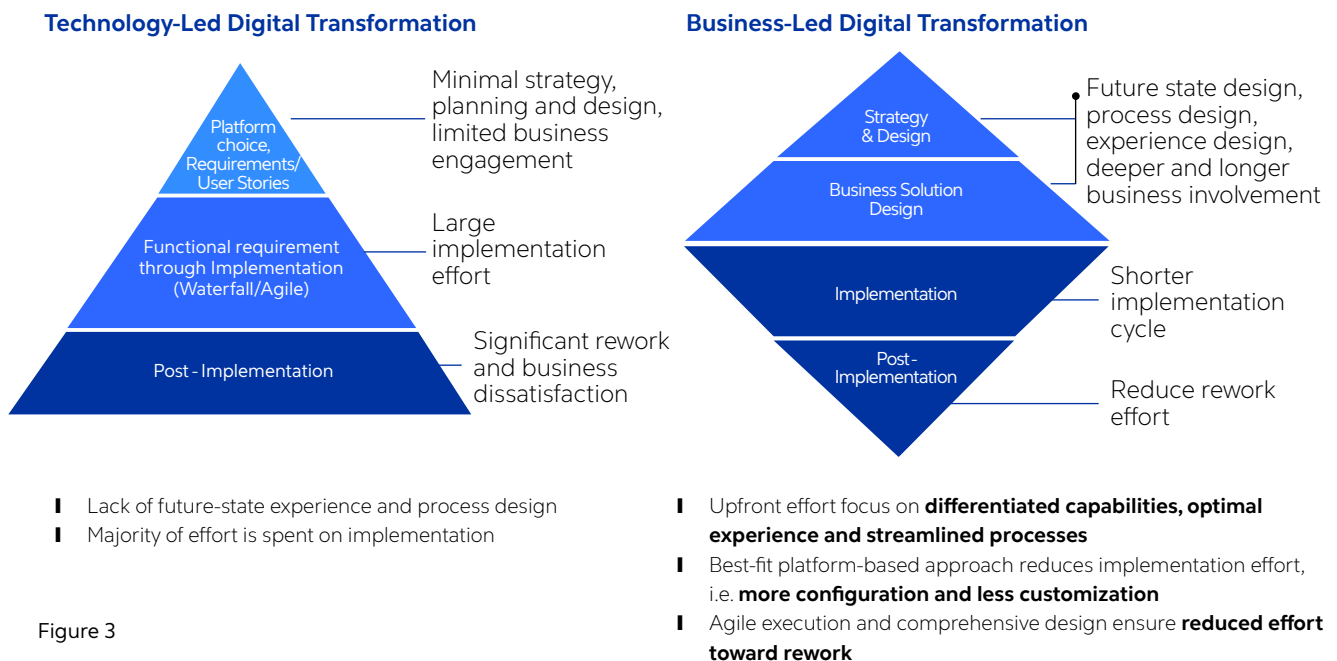 Technology-Led Digital Transformation
Platform
choice,
Requirements/
User Stories
Minimal strategy,
planning and design,
limited business
engagement
Functional requirement
through Implementation
(Waterfall/Agile)
Large
implementation
effort
Post - Implementation
Significant rework
and business
dissatisfaction
Lack of future-state experience and process design
Majority of effort is spent on implementation
Business-Led Digital Transformation
Strategy
& Design
Business Solution
Design
Future state design,
process design,
experience design,
deeper and longer
business involvement
Implementation
Shorter
implementation
cycle
Post-
Implementation
Reduce rework
effort
Upfront effort focus on differentiated capabilities, optimal
experience and streamlined processes
Best-fit platform-based approach reduces implementation effort,
i.e. more configuration and less customization
Agile execution and comprehensive design ensure reduced effort
toward rework
Figure 3